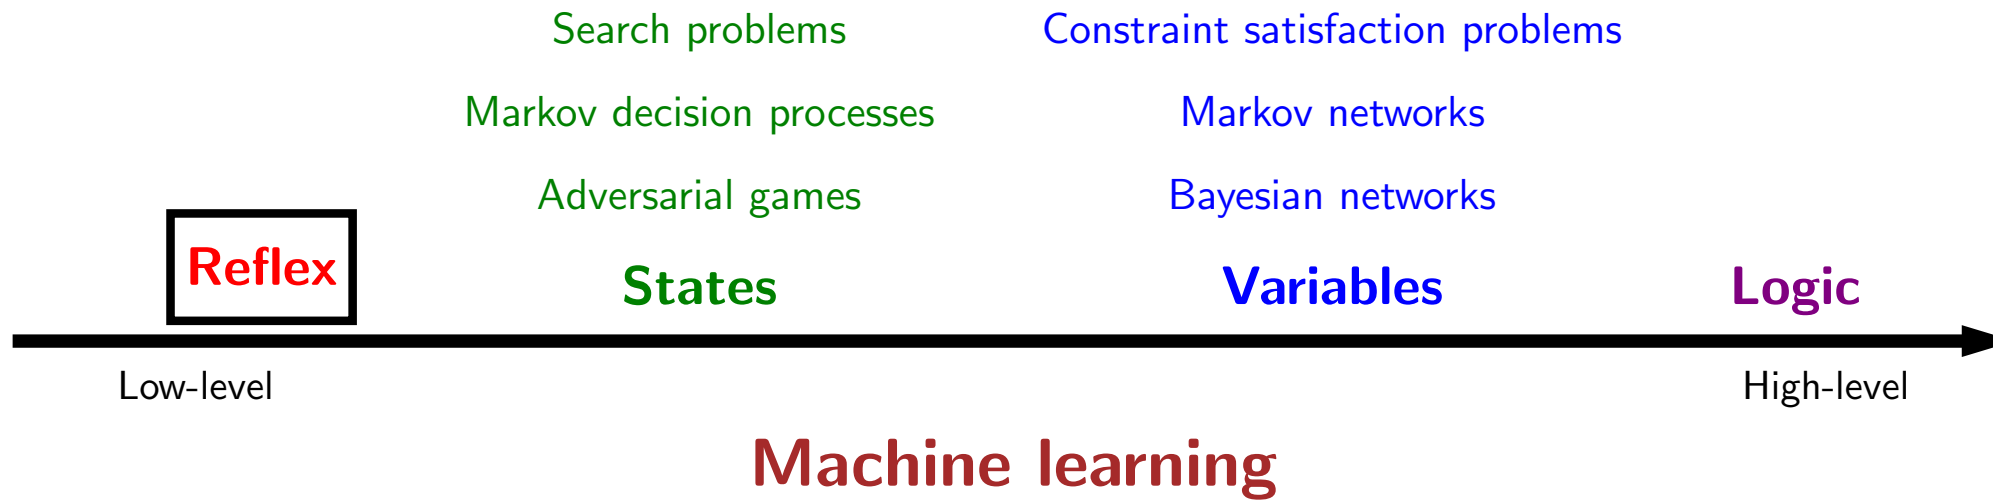 Search problems
Constraint satisfaction problems
Markov decision processes
Markov networks
Adversarial games
Bayesian networks
Reflex
States
Variables
Logic
Low-level
High-level
Machine learning